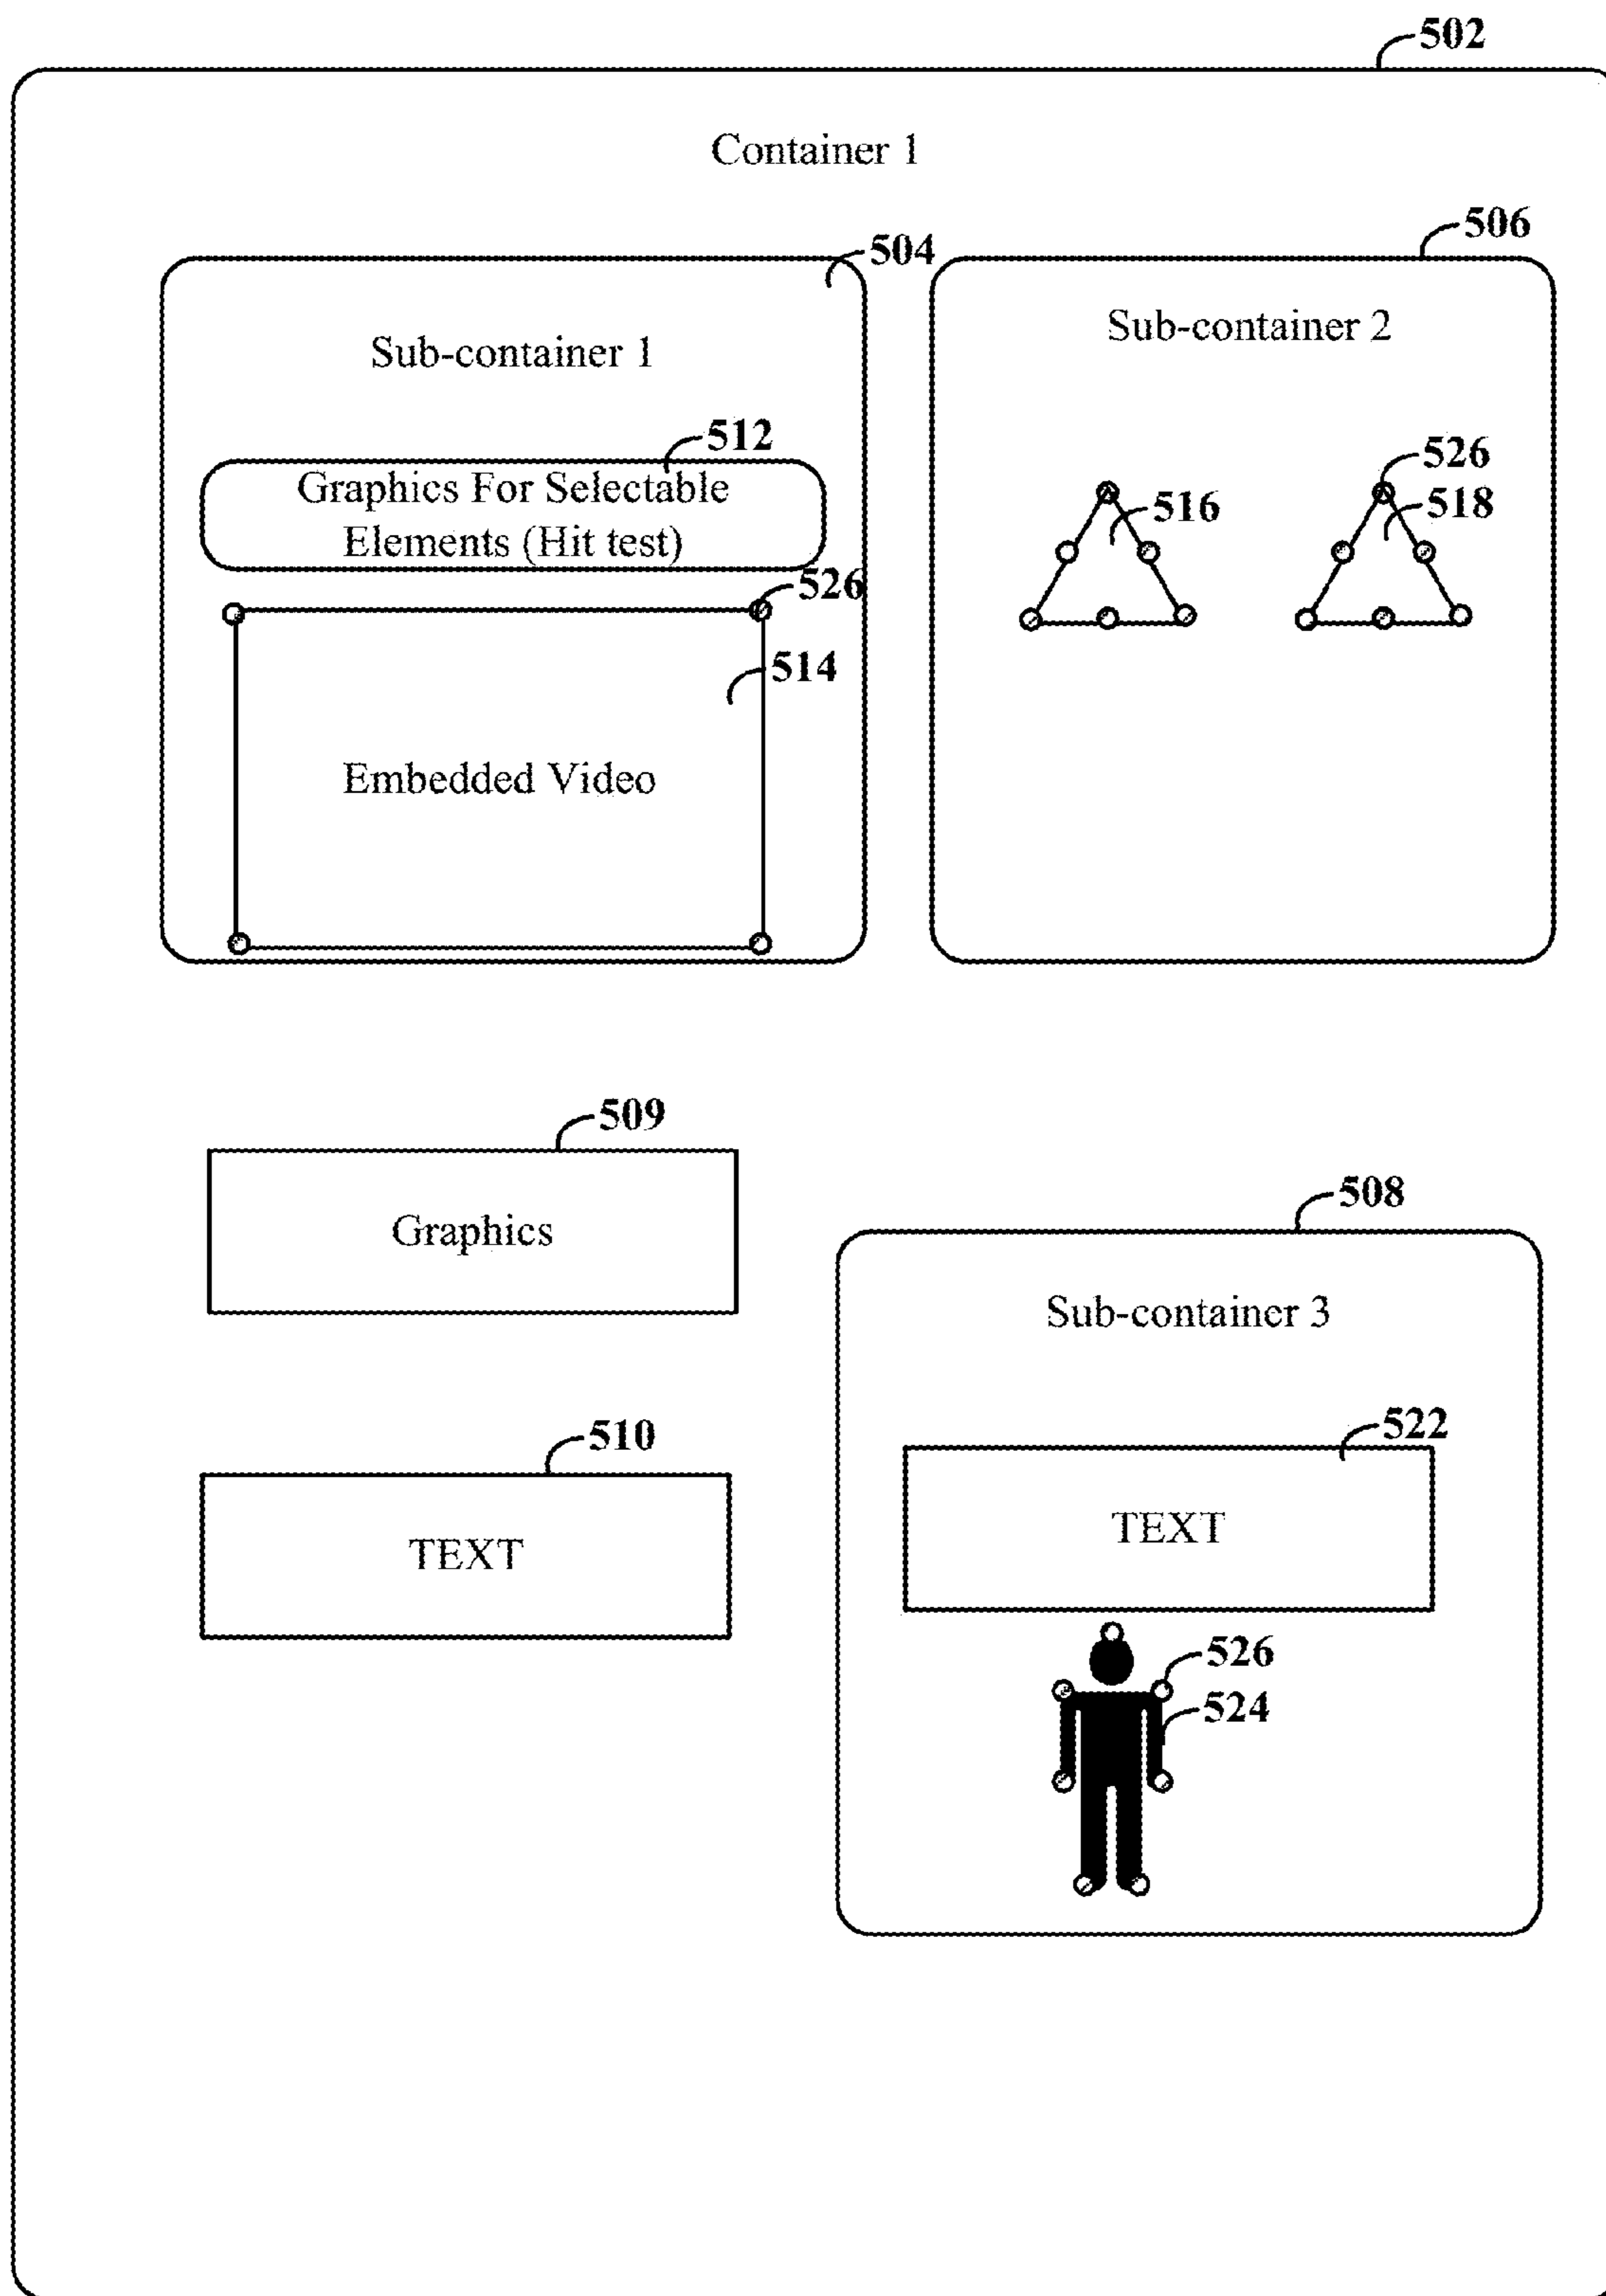 502
Container 1
506
504
Sub-container 2
Sub-container 1
512
Graphics For Selectable
Elements (Hit test)
526
516
518
526
514
Embedded Video
509
Graphics
508
Sub-container 3
510
TEXT
522
TEXT
526
524